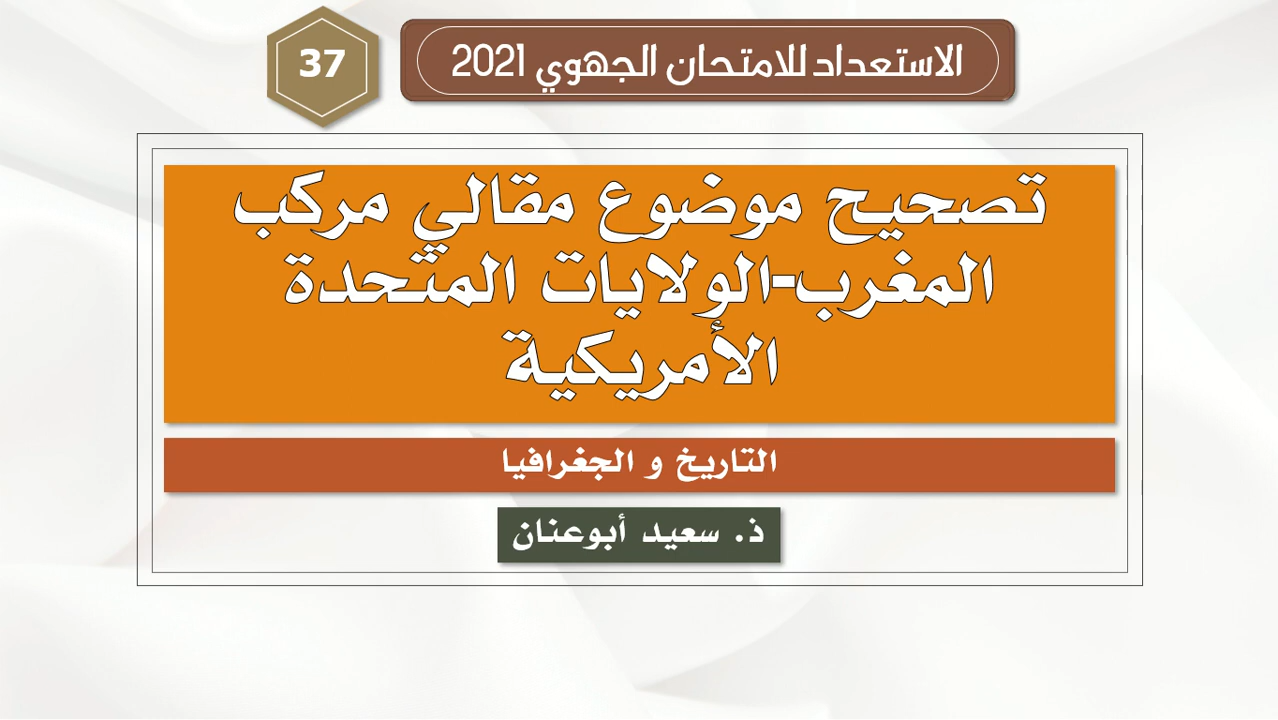 الاستعداد للامتحان الجهوي 2021
37
تصحيح موضوع مقالي مركب
المغرب-الولايات المتحدة
الأمريكية
التاريخ و الجغرافيا
ذ. سعيد أبوعنان